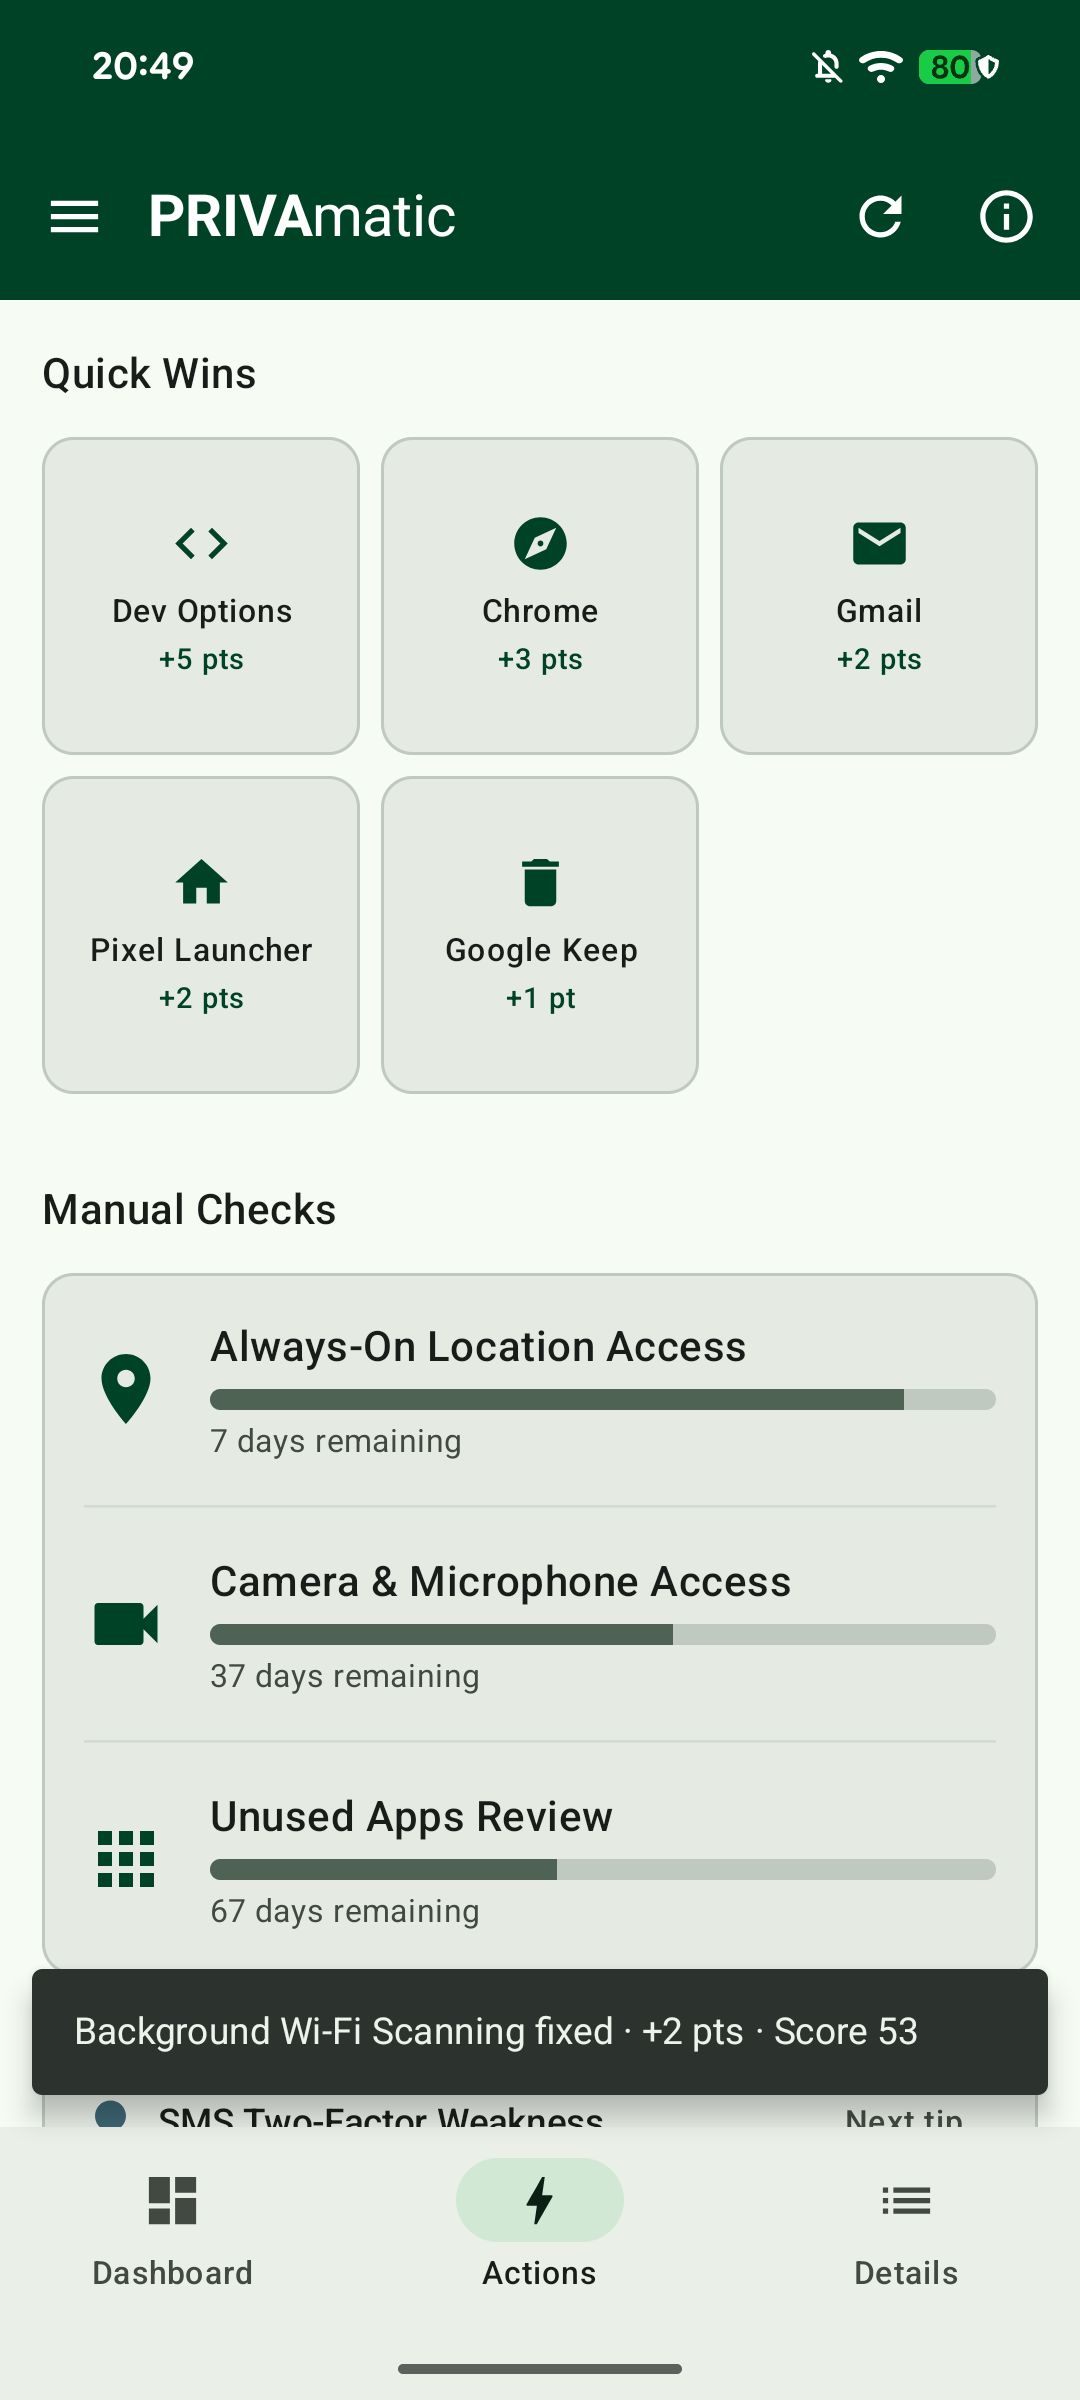 20:49
80
PRIVAmatic
Quick Wins
Dev Options
+5 pts
Chrome
+3 pts
Gmail
+2 pts
Pixel Launcher
+2 pts
Google Keep
+1 pt
Manual Checks
Always-On Location Access
7 days remaining
Camera & Microphone Access
37 days remaining
Unused Apps Review
67 days remaining
Background Wi-Fi Scanning fixed · +2 pts · Score 53
SMS Two-Factor Weakness
Next tip
Dashboard
Actions
Details